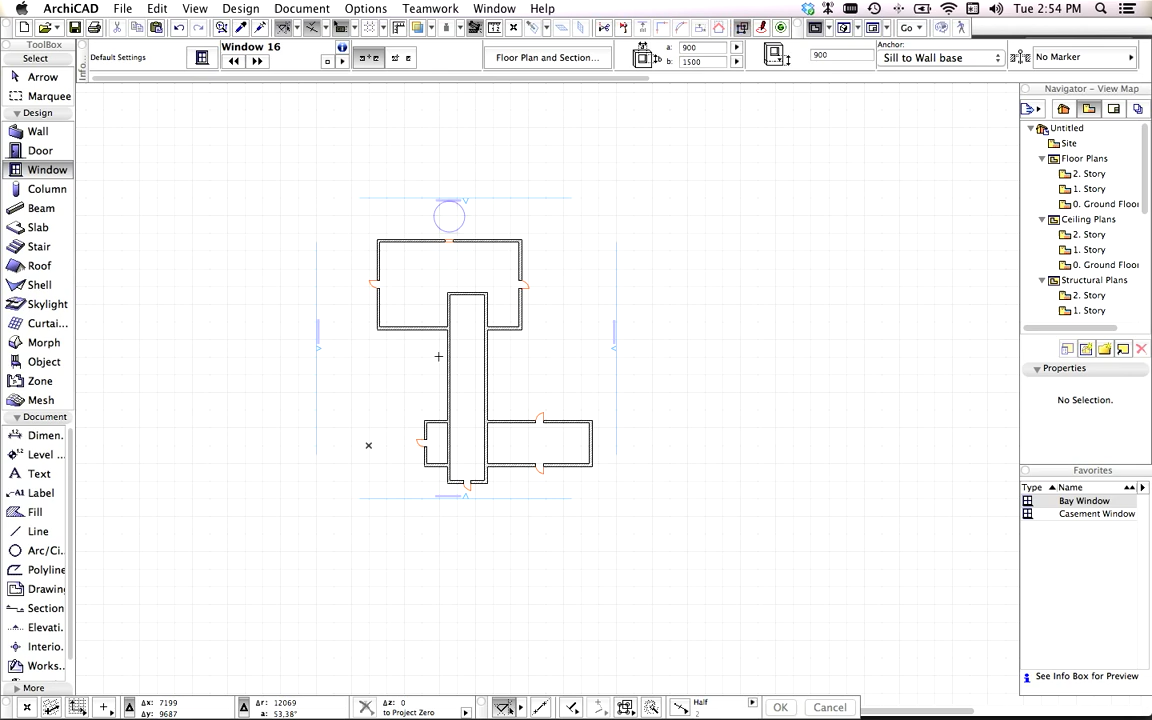 ArchiCAD File Edit View Design Document Options Teamwork Window Help Tue 2:54 PM
Go
ToolBox
Select
Arrow
Marquee
Design
Wall
Door
Window
Column
Beam
Slab
Stair
Roof
Shell
Skylight
Curtai...
Morph
Object
Zone
Mesh
Document
Dimen.
Level ...
Text
Label
Fill
Line
Arc/Ci..
Polyline
Drawing
Section
Elevati.
Interio.
Works..
More
Info.
Default Settings
Window 16
Floor Plan and Section...
a: 900
b: 1500
900
Anchor:
Sill to Wall base
No Marker
Navigator – View Map
Untitled
Site
Floor Plans
2. Story
1. Story
0. Ground Floor
Ceiling Plans
2. Story
1. Story
0. Ground Floor
Structural Plans
2. Story
1. Story
Properties
No Selection.
Favorites
Type Name
Bay Window
Casement Window
See Info Box for Preview
Δx: 7199
Δy: 9687
Δr: 12069
a: 53,38°
Δz: 0
to Project Zero
Half
2
OK
Cancel